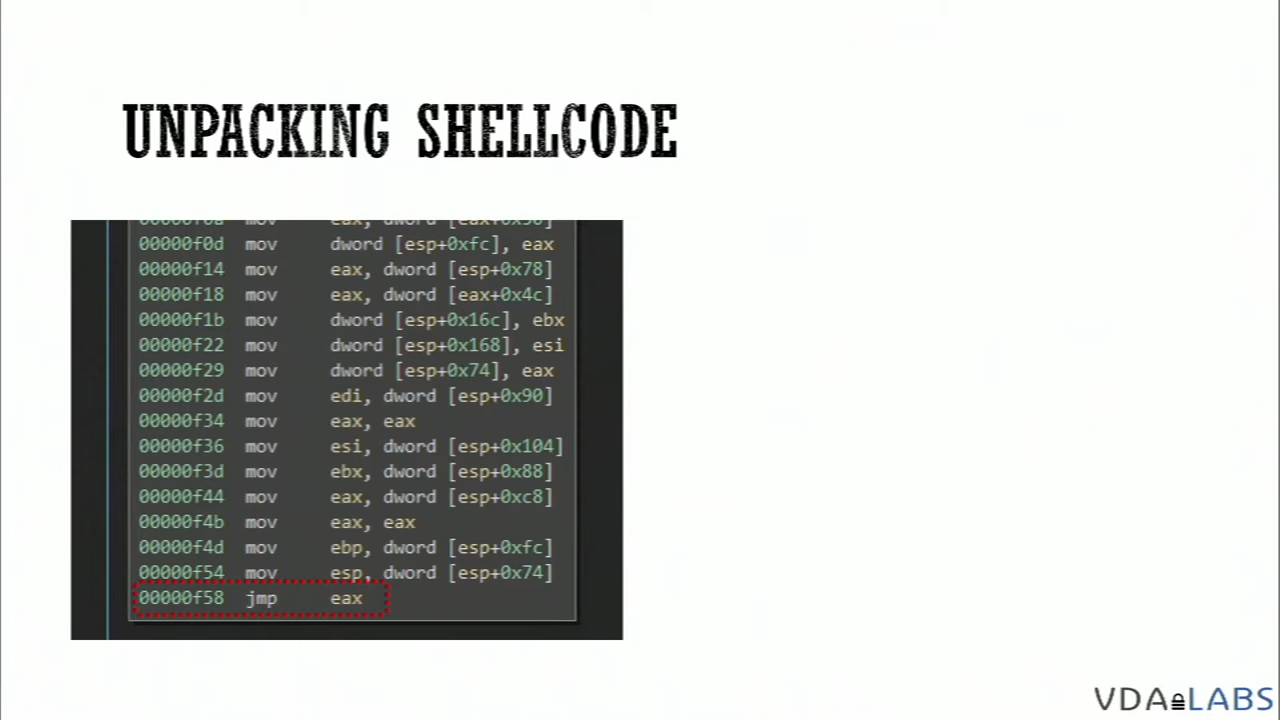 UNPACKING SHELLCODE
00000f0d mov dword [esp+0xfc], eax
00000f14 mov eax, dword [esp+0x78]
00000f18 mov eax, dword [eax+0x4c]
00000f1b mov dword [esp+0x16c], ebx
00000f22 mov dword [esp+0x168], esi
00000f29 mov dword [esp+0x74], eax
00000f2d mov edi, dword [esp+0x90]
00000f34 mov eax, eax
00000f36 mov esi, dword [esp+0x104]
00000f3d mov ebx, dword [esp+0x88]
00000f44 mov eax, dword [esp+0xc8]
00000f4b mov eax, eax
00000f4d mov ebp, dword [esp+0xfc]
00000f54 mov esp, dword [esp+0x74]
00000f58 jmp eax
VDA LABS